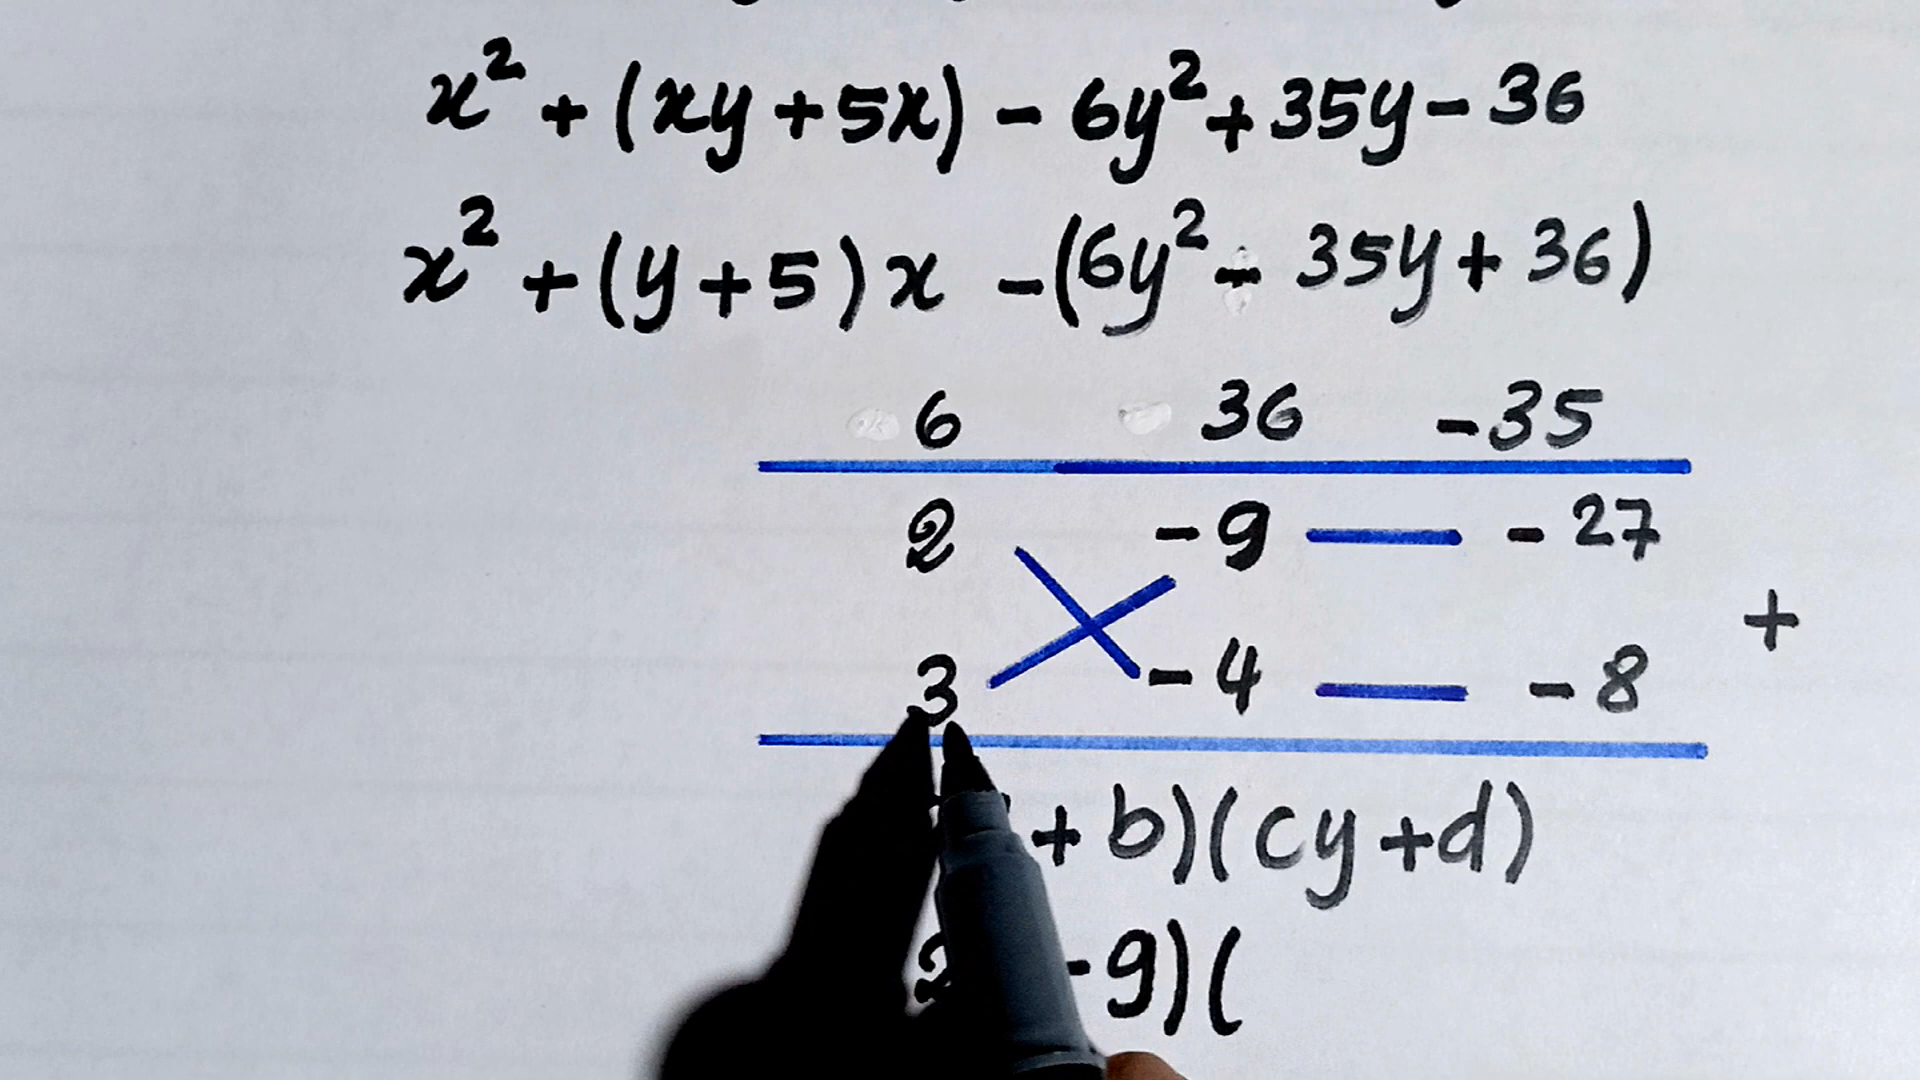 x² + (xy + 5x) - 6y² + 35y - 36
x² + (y + 5)x - (6y² - 35y + 36)
6 36 -35
2 -9 — -27
+
3 -4 — -8
+ b)(cy + d)
2 - 9)(